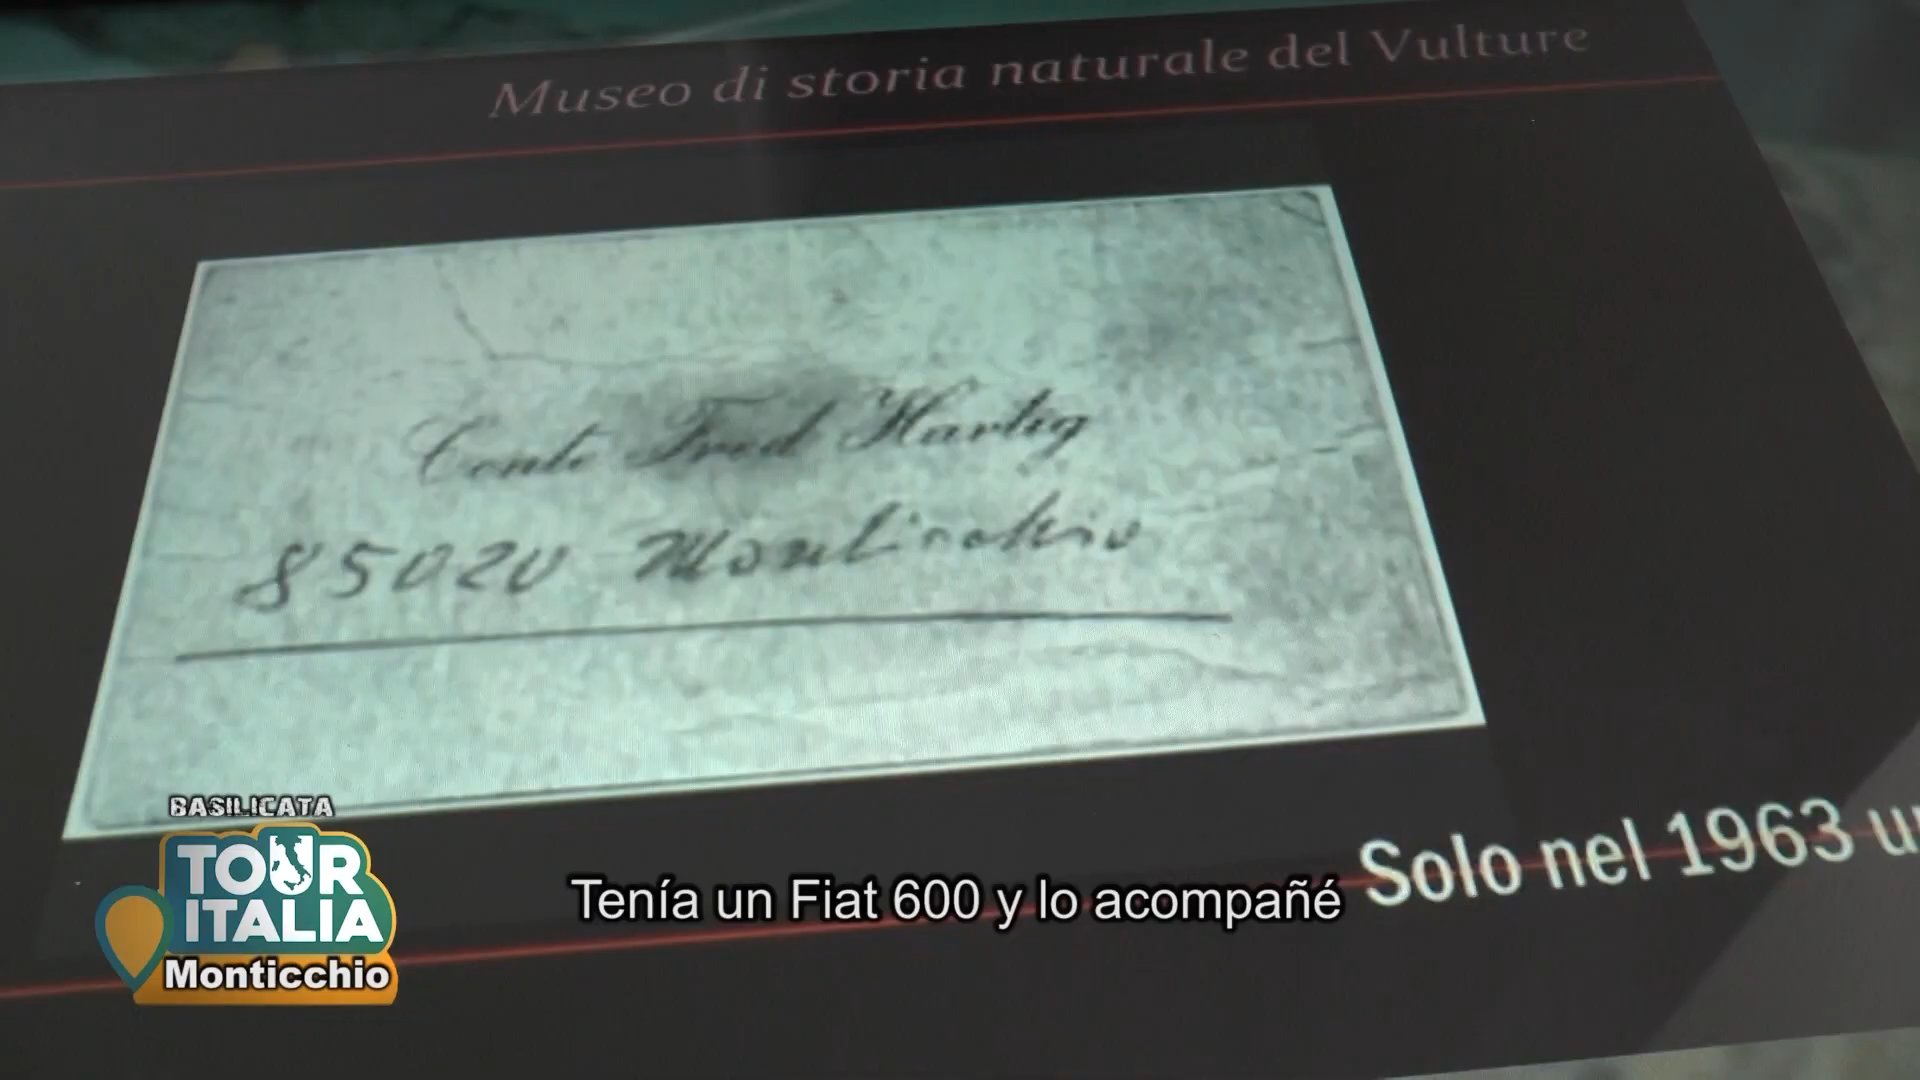 Museo di storia naturale del Vulture
Conte Fred Hartig
85020 Monticchio
Solo nel 1963 u
Tenía un Fiat 600 y lo acompañé
BASILICATA
TOUR
ITALIA
Monticchio